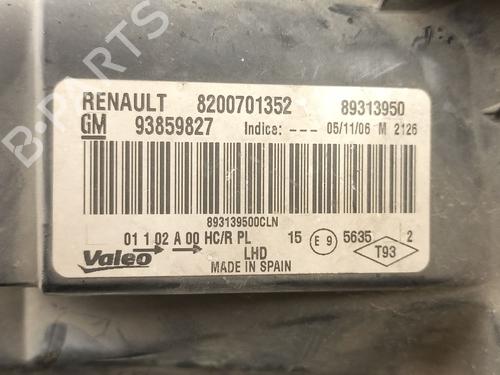 B-PARTS
RENAULT 8200701352 89313950
GM 93859827 Indice: --- 05/11/06 M 2126
893139500CLN
01 1 02 A 00 HC/R PL 15 E 9 5635 2
Valeo LHD T93
MADE IN SPAIN